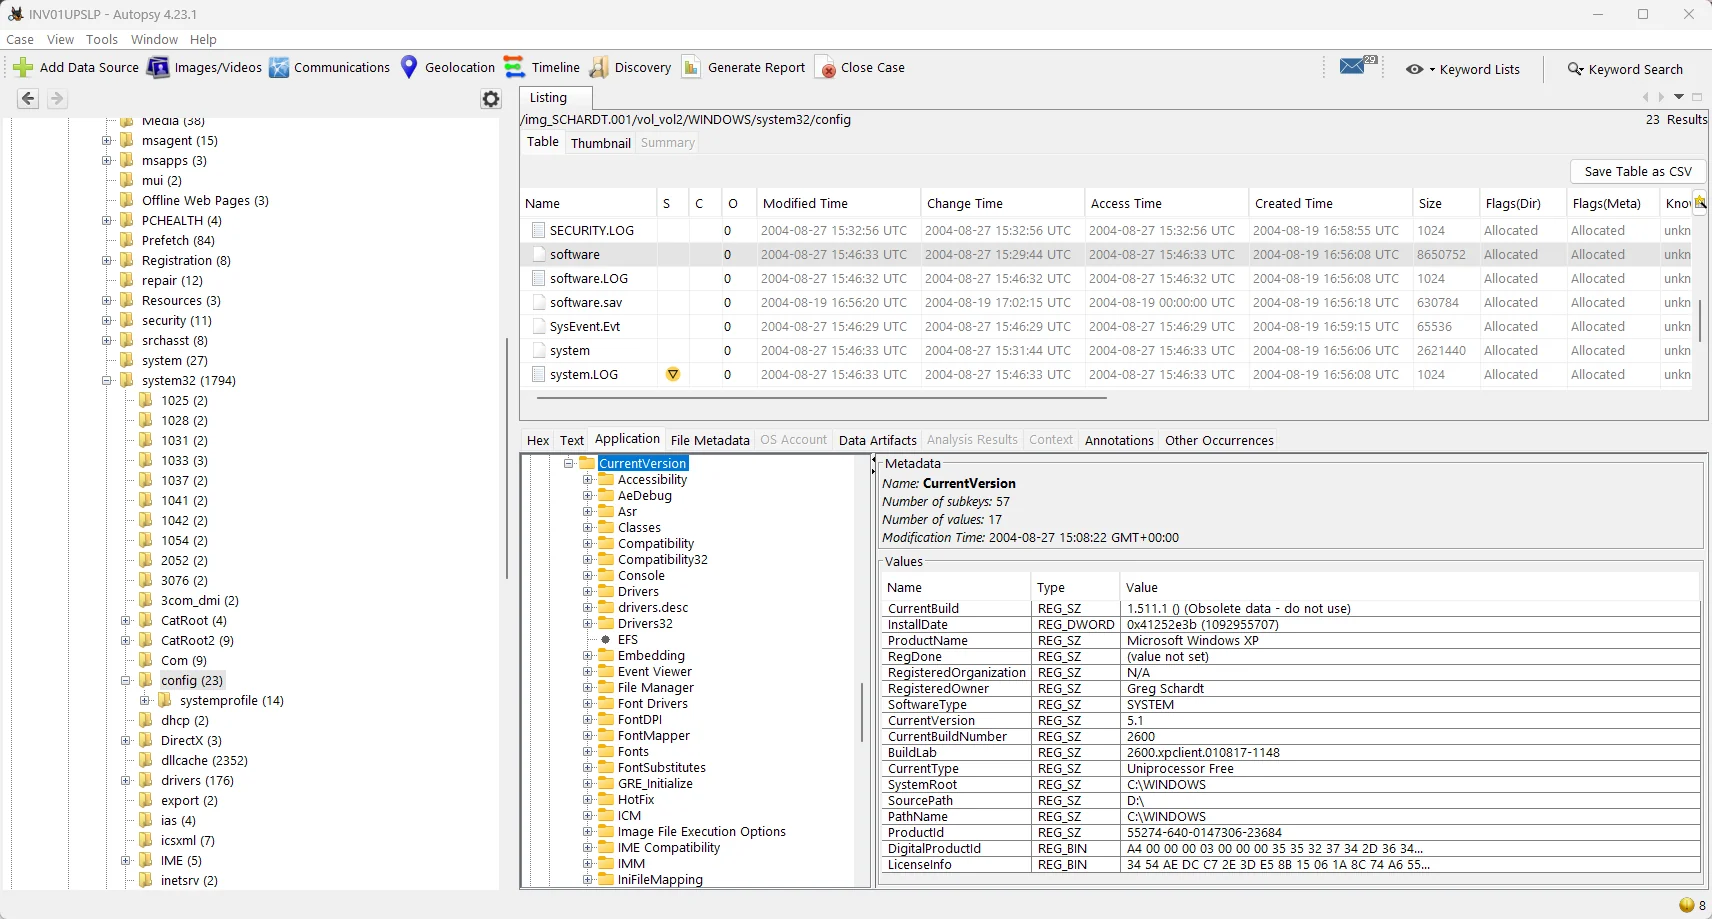 INV01UPSLP - Autopsy 4.23.1
Case View Tools Window Help
Add Data Source Images/Videos Communications Geolocation Timeline Discovery Generate Report Close Case 29 Keyword Lists Keyword Search
Media (38)
msagent (15)
msapps (3)
mui (2)
Offline Web Pages (3)
PCHEALTH (4)
Prefetch (84)
Registration (8)
repair (12)
Resources (3)
security (11)
srchasst (8)
system (27)
system32 (1794)
1025 (2)
1028 (2)
1031 (2)
1033 (3)
1037 (2)
1041 (2)
1042 (2)
1054 (2)
2052 (2)
3076 (2)
3com_dmi (2)
CatRoot (4)
CatRoot2 (9)
Com (9)
config (23)
systemprofile (14)
dhcp (2)
DirectX (3)
dllcache (2352)
drivers (176)
export (2)
ias (4)
icsxml (7)
IME (5)
inetsrv (2)
Listing
/img_SCHARDT.001/vol_vol2/WINDOWS/system32/config 23 Results
Table Thumbnail Summary
Save Table as CSV
Name S C O Modified Time Change Time Access Time Created Time Size Flags(Dir) Flags(Meta) Knov
SECURITY.LOG 0 2004-08-27 15:32:56 UTC 2004-08-27 15:32:56 UTC 2004-08-27 15:32:56 UTC 2004-08-19 16:58:55 UTC 1024 Allocated Allocated unkn
software 0 2004-08-27 15:46:33 UTC 2004-08-27 15:29:44 UTC 2004-08-27 15:46:33 UTC 2004-08-19 16:56:08 UTC 8650752 Allocated Allocated unkn
software.LOG 0 2004-08-27 15:46:33 UTC 2004-08-27 15:46:32 UTC 2004-08-27 15:46:33 UTC 2004-08-19 16:56:08 UTC 1024 Allocated Allocated unkn
software.sav 0 2004-08-19 16:56:20 UTC 2004-08-19 17:02:15 UTC 2004-08-19 00:00:00 UTC 2004-08-19 16:56:18 UTC 630784 Allocated Allocated unkn
SysEvent.Evt 0 2004-08-27 15:46:29 UTC 2004-08-27 15:46:29 UTC 2004-08-27 15:46:29 UTC 2004-08-19 16:59:15 UTC 65536 Allocated Allocated unkn
system 0 2004-08-27 15:46:33 UTC 2004-08-27 15:31:44 UTC 2004-08-27 15:46:33 UTC 2004-08-19 16:56:06 UTC 2621440 Allocated Allocated unkn
system.LOG 0 2004-08-27 15:46:33 UTC 2004-08-27 15:46:33 UTC 2004-08-27 15:46:33 UTC 2004-08-19 16:56:08 UTC 1024 Allocated Allocated unkn
Hex Text Application File Metadata OS Account Data Artifacts Analysis Results Context Annotations Other Occurrences
CurrentVersion
Accessibility
AeDebug
Asr
Classes
Compatibility
Compatibility32
Console
Drivers
drivers.desc
Drivers32
EFS
Embedding
Event Viewer
File Manager
Font Drivers
FontDPI
FontMapper
Fonts
FontSubstitutes
GRE_Initialize
HotFix
ICM
Image File Execution Options
IME Compatibility
IMM
IniFileMapping
Metadata
Name: CurrentVersion
Number of subkeys: 57
Number of values: 17
Modification Time: 2004-08-27 15:08:22 GMT+00:00
Values
Name Type Value
CurrentBuild REG_SZ 1.511.1 () (Obsolete data - do not use)
InstallDate REG_DWORD 0x41252e3b (1092955707)
ProductName REG_SZ Microsoft Windows XP
RegDone REG_SZ (value not set)
RegisteredOrganization REG_SZ N/A
RegisteredOwner REG_SZ Greg Schardt
SoftwareType REG_SZ SYSTEM
CurrentVersion REG_SZ 5.1
CurrentBuildNumber REG_SZ 2600
BuildLab REG_SZ 2600.xpclient.010817-1148
CurrentType REG_SZ Uniprocessor Free
SystemRoot REG_SZ C:\WINDOWS
SourcePath REG_SZ D:\
PathName REG_SZ C:\WINDOWS
ProductId REG_SZ 55274-640-0147306-23684
DigitalProductId REG_BIN A4 00 00 00 03 00 00 00 35 35 32 37 34 2D 36 34...
LicenseInfo REG_BIN 34 54 AE DC C7 2E 3D E5 8B 15 06 1A 8C 74 A6 55...
8